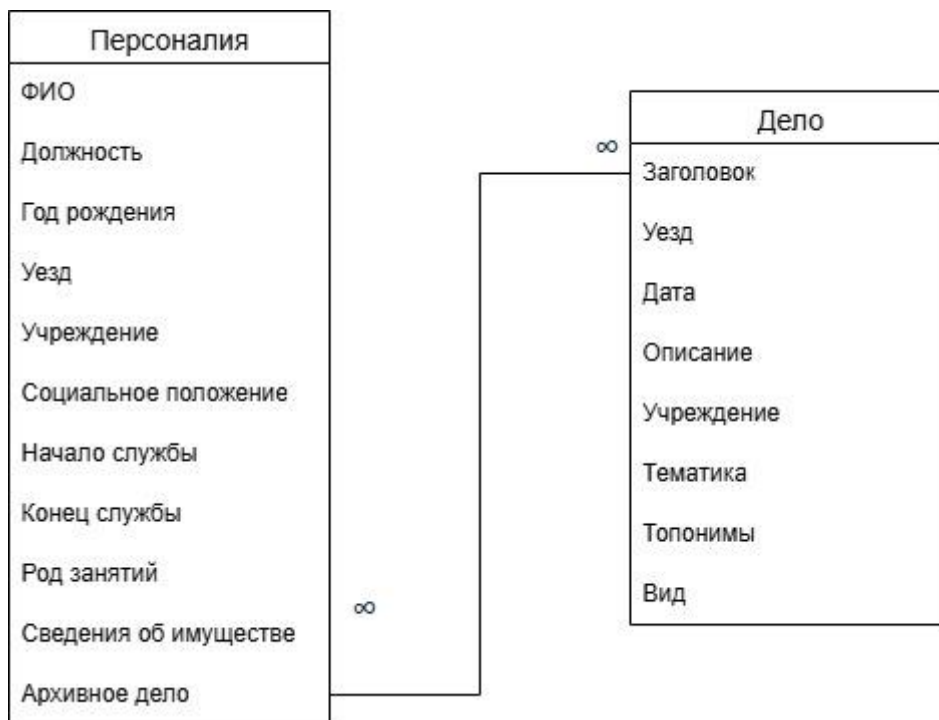 Персоналия
ФИО
Должность
Год рождения
Уезд
Учреждение
Социальное положение
Начало службы
Конец службы
Род занятий
Сведения об имуществе
Архивное дело
∞
∞
Дело
Заголовок
Уезд
Дата
Описание
Учреждение
Тематика
Топонимы
Вид